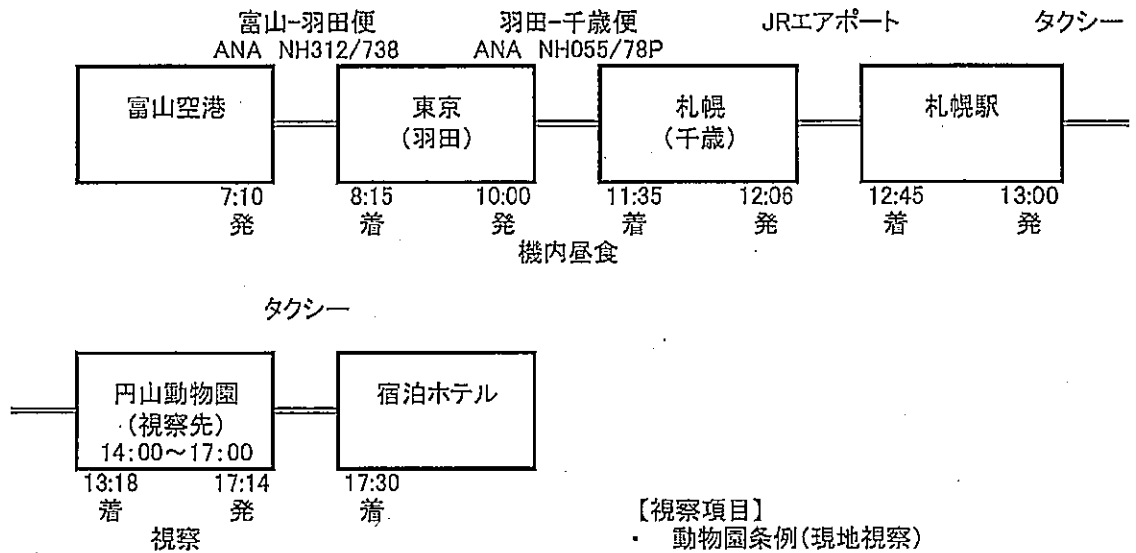 富山-羽田便 羽田-千歳便 JRエアポート タクシー
ANA NH312/738 ANA NH055/78P
富山空港 東京 札幌 札幌駅
(羽田) (千歳)
7:10 8:15 10:00 11:35 12:06 12:45 13:00
発 着 発 着 発 着 発
機内昼食
タクシー
円山動物園 宿泊ホテル
(視察先)
14:00～17:00
13:18 17:14 17:30
着 発 着
視察
【視察項目】
・ 動物園条例(現地視察)